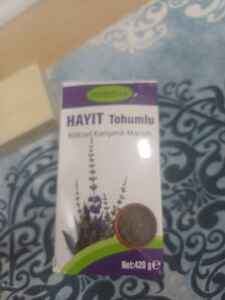 HAYIT Tohumlu
Bitkisel Karışımlı Macun
Net:420 g e